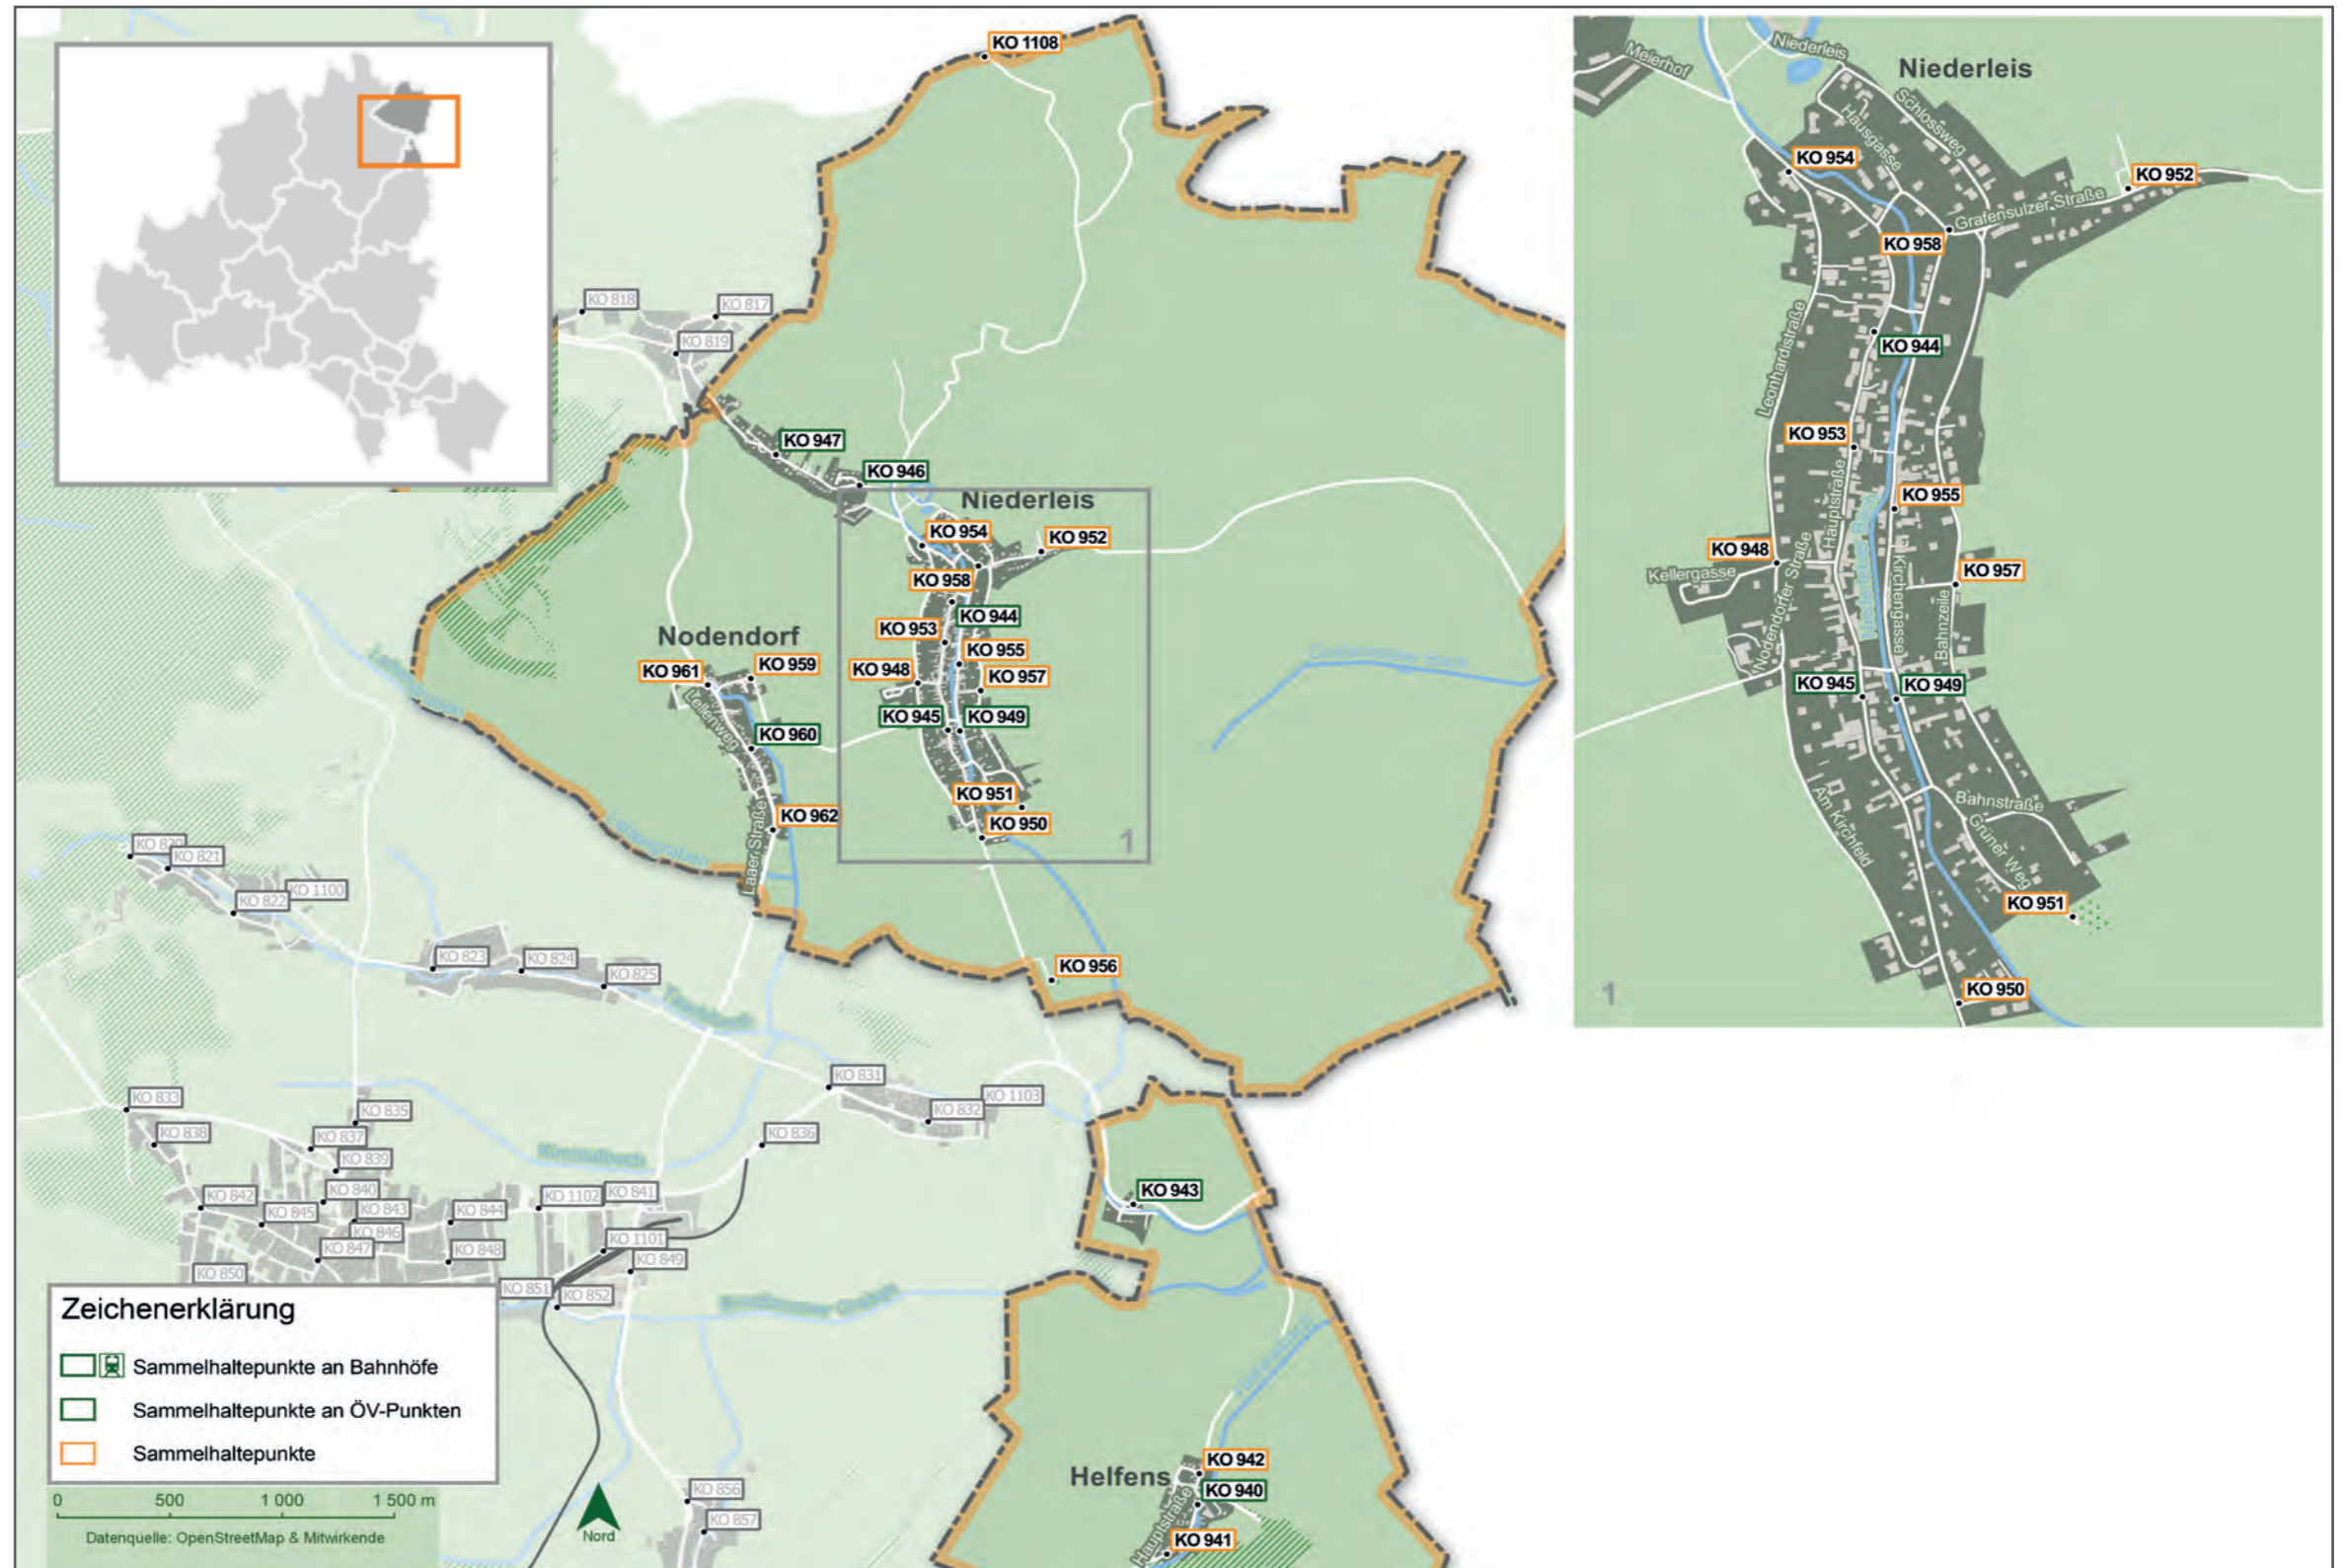 KO 1108
KO 818
KO 817
KO 819
KO 947
KO 946
Niederleis
KO 954
KO 952
KO 958
KO 944
KO 953
KO 955
KO 948
KO 957
KO 945
KO 949
KO 951
KO 950
1
Nodendorf
KO 961
KO 959
Lellenweg
KO 960
KO 962
Laaer Straße
KO 956
KO 820
KO 821
KO 1100
KO 822
KO 823
KO 824
KO 825
KO 831
KO 832
KO 1103
KO 833
KO 835
KO 838
KO 837
KO 836
KO 839
KO 842
KO 840
KO 1102
KO 841
KO 845
KO 843
KO 844
KO 846
KO 847
KO 848
KO 1101
KO 849
KO 850
KO 851
KO 852
KO 943
KO 856
KO 857
Helfens
KO 942
KO 940
Hauptstraße
KO 941
Niederleis
Meierhof
Niederleis
Schlossweg
Hausgasse
KO 954
KO 952
Grafensulzer Straße
KO 958
Leonhardistraße
KO 944
KO 953
Hauptstraße
KO 955
KO 948
Kellergasse
Nodendorfer Straße
Kirchengasse
KO 957
Bahnzeile
KO 945
KO 949
Am Kirchfeld
Bahnstraße
Grüner Weg
KO 951
KO 950
1
Zeichenerklärung
Sammelhaltepunkte an Bahnhöfe
Sammelhaltepunkte an ÖV-Punkten
Sammelhaltepunkte
0 500 1 000 1 500 m
Datenquelle: OpenStreetMap & Mitwirkende
Nord